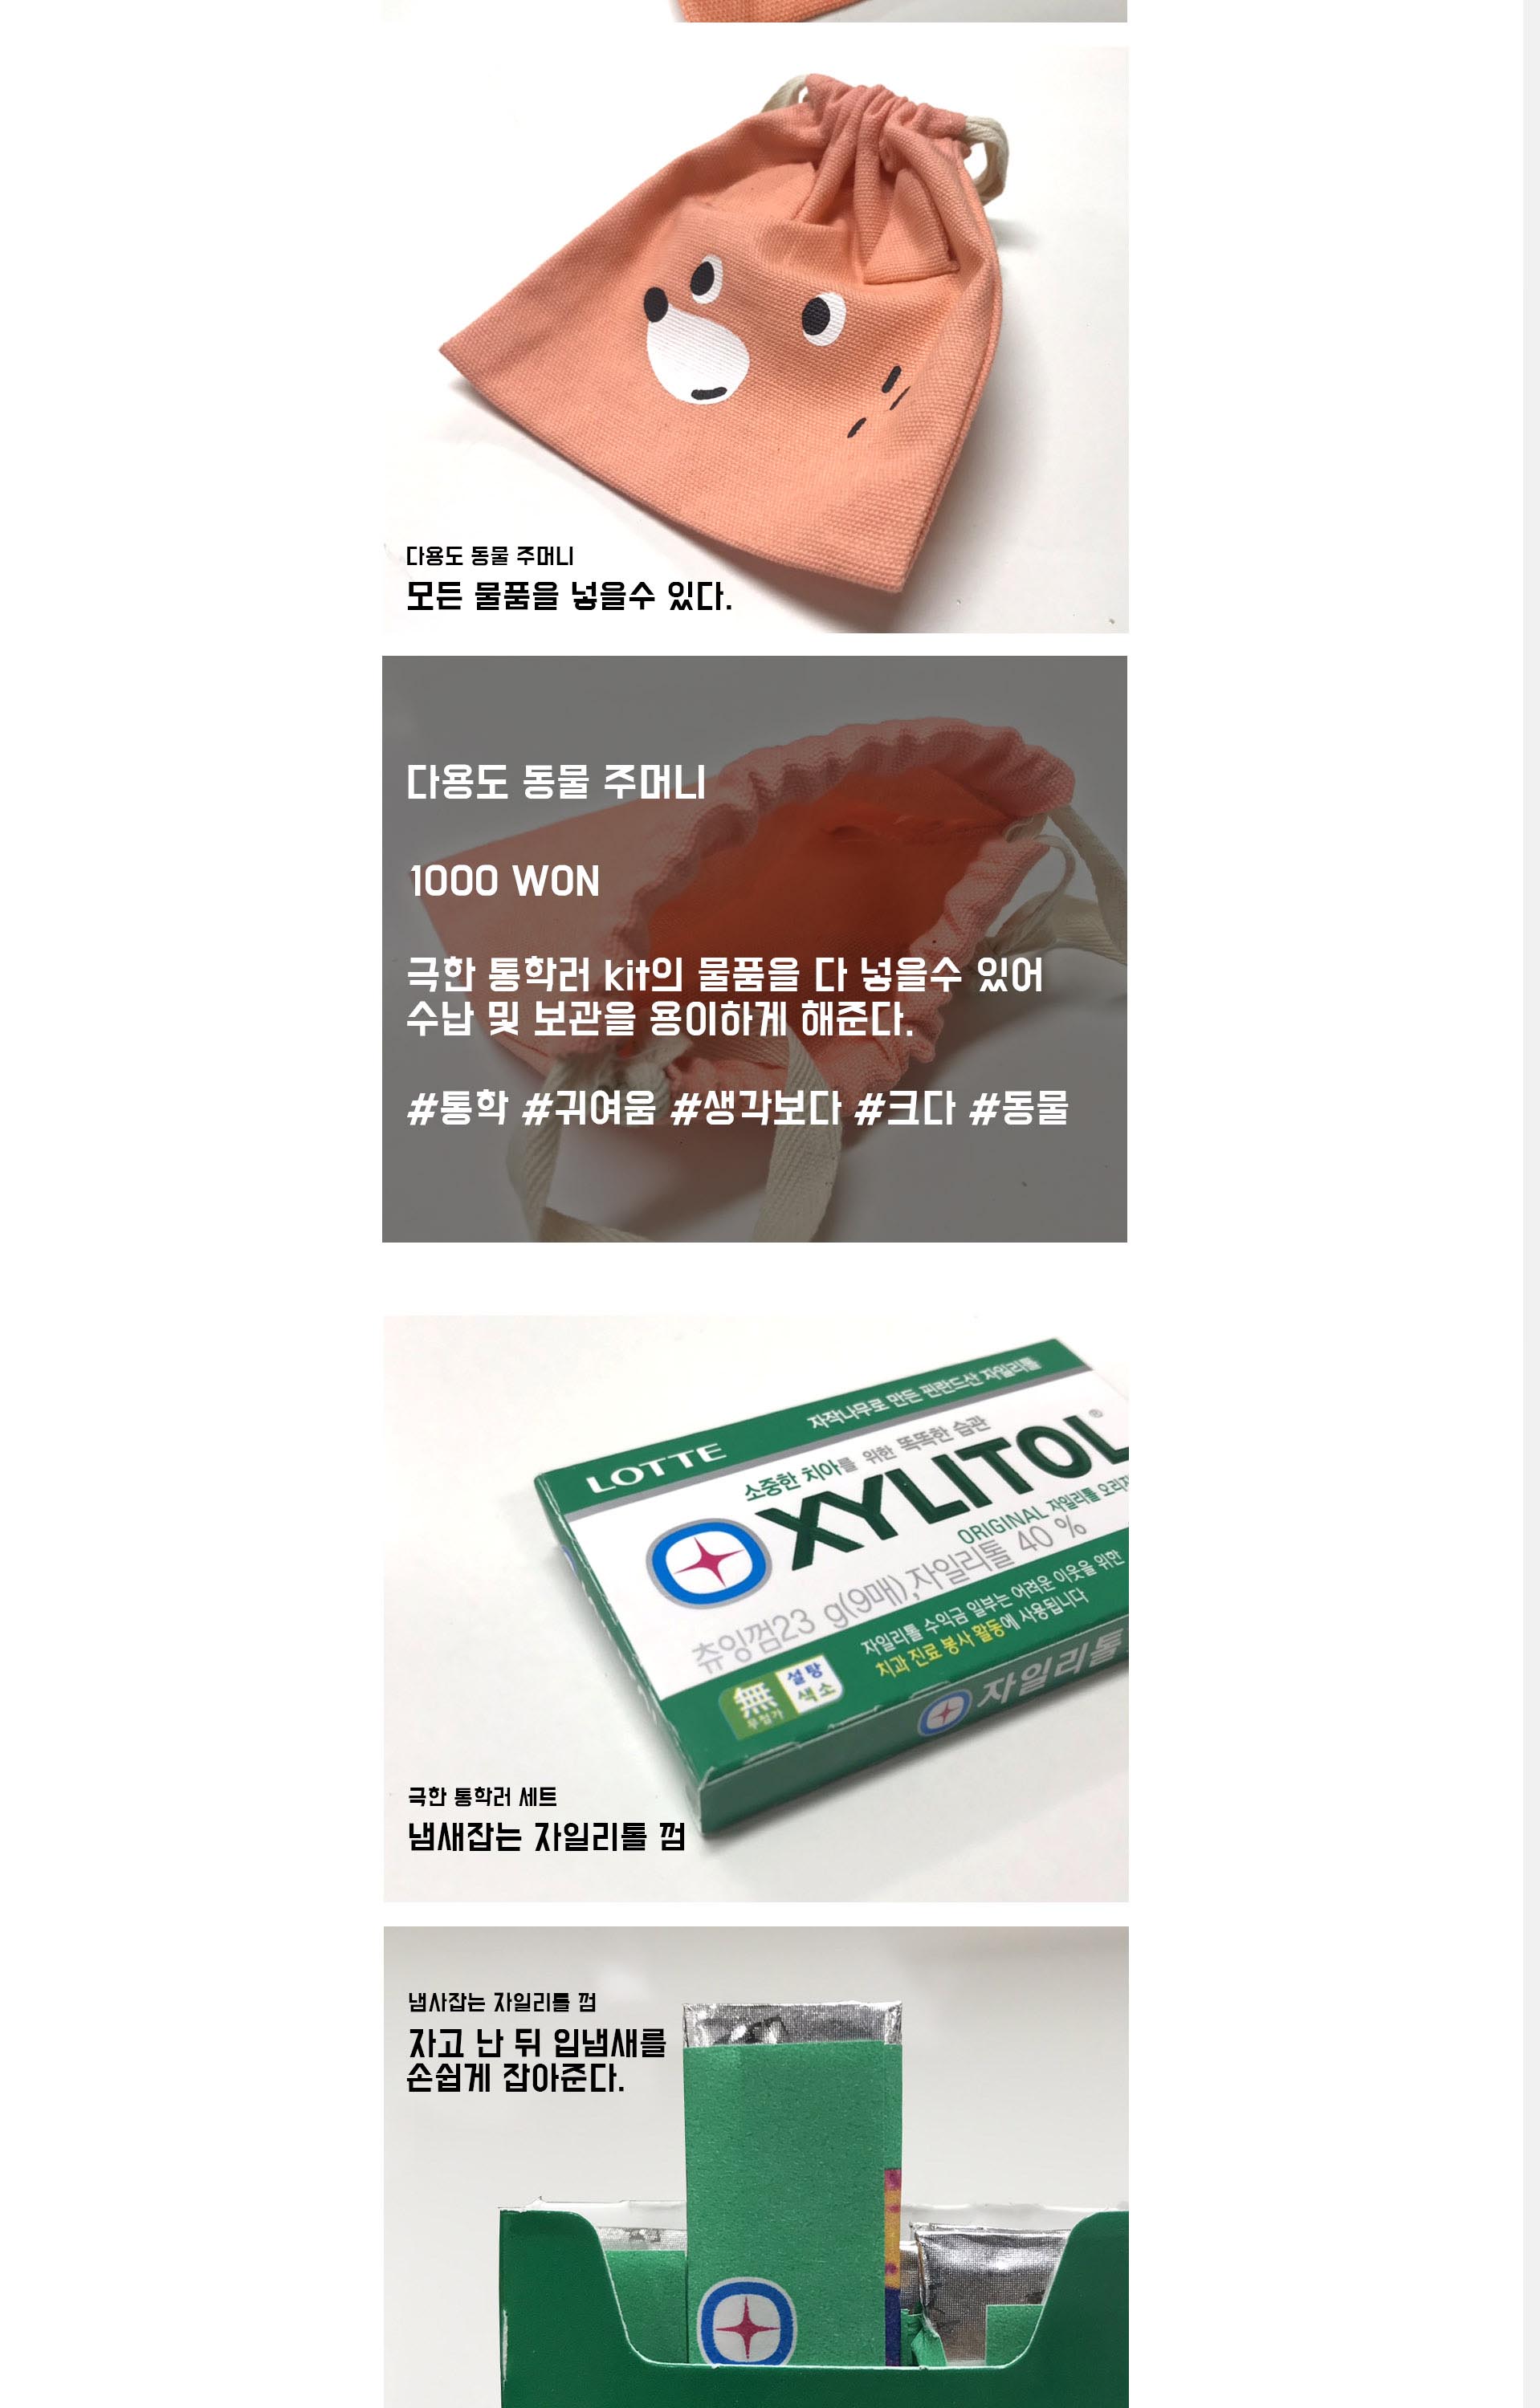 다용도 동물 주머니
모든 물품을 넣을수 있다.
다용도 동물 주머니
1000 WON
극한 통학러 kit의 물품을 다 넣을수 있어
수납 및 보관을 용이하게 해준다.
#통학 #귀여움 #생각보다 #크다 #동물
자작나무로 만든 핀란드산 자일리톨
LOTTE
소중한 치아를 위한 똑똑한 습관
XYLITOL®
ORIGINAL 자일리톨 오리지
츄잉껌23 g(9매),자일리톨 40 %
자일리톨 수익금 일부는 어려운 이웃을 위한
치과 진료 봉사 활동에 사용됩니다
無 설탕
무첨가 색소
자일리톨
극한 통학러 세트
냄새잡는 자일리톨 껌
냄사잡는 자일리톨 껌
자고 난 뒤 입냄새를
손쉽게 잡아준다.